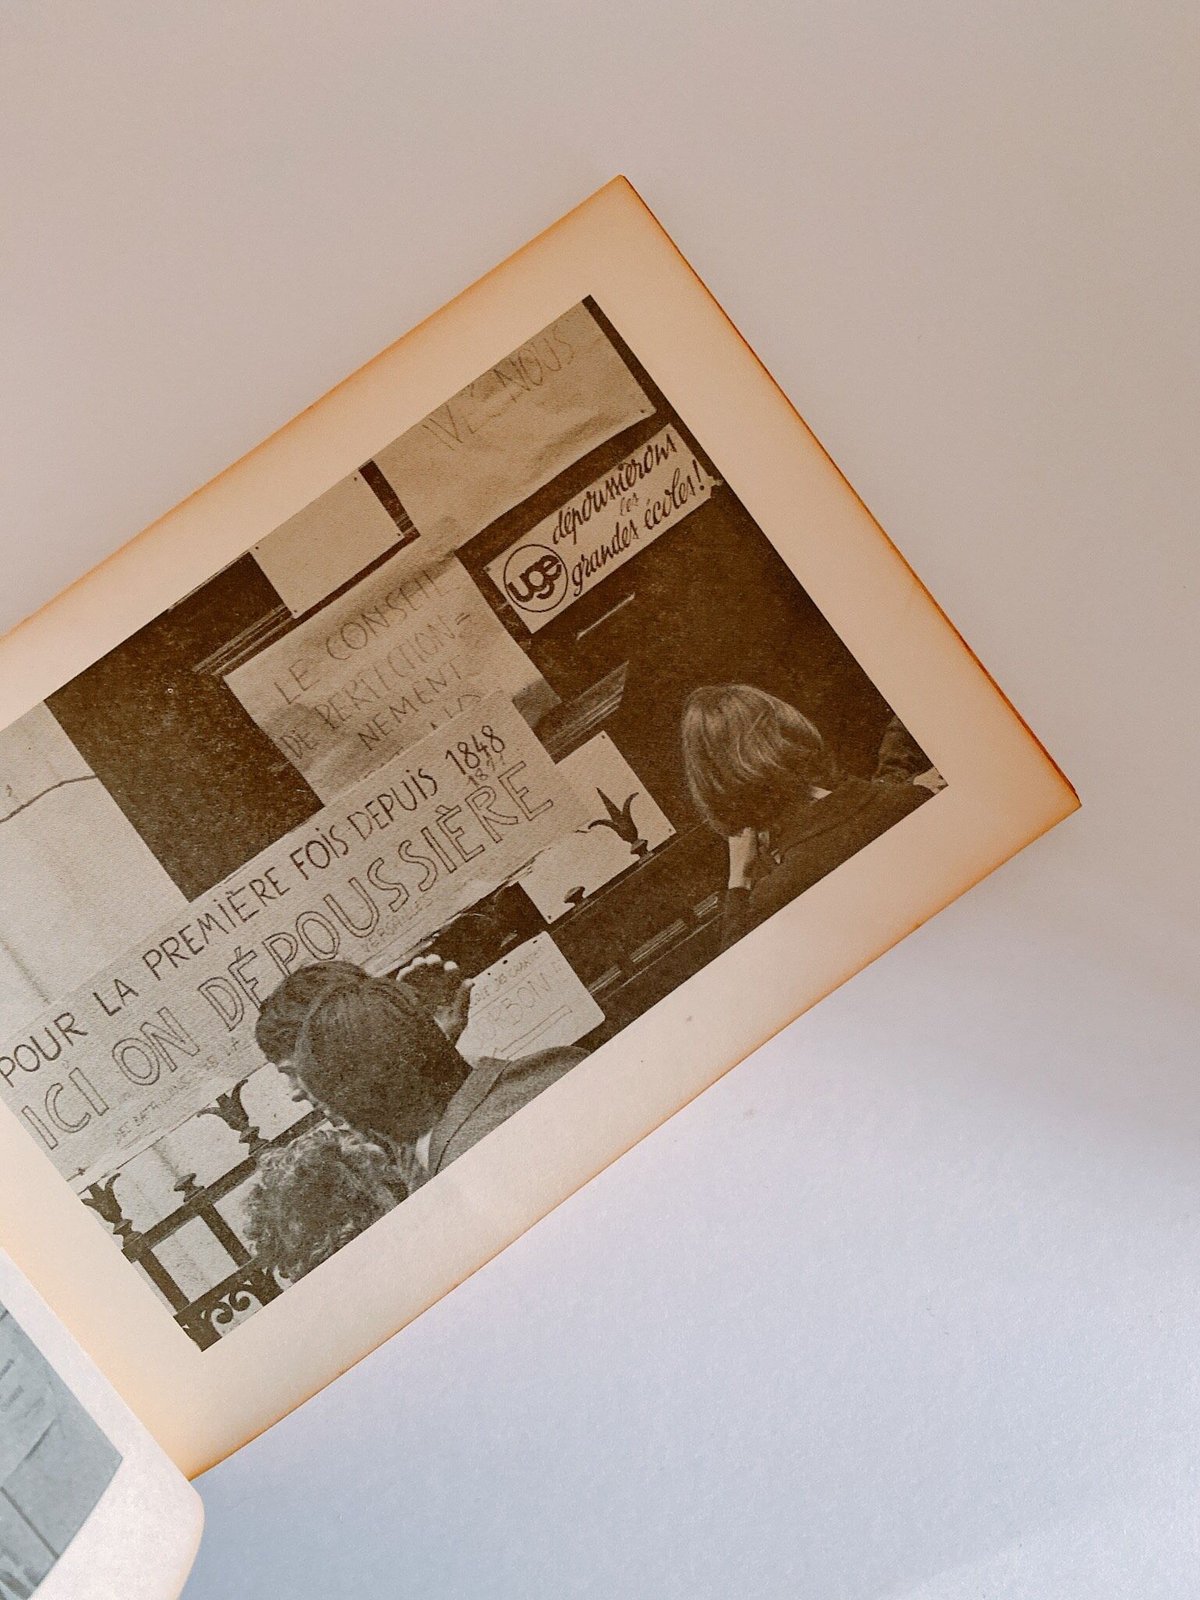 VEZ NOUS
uge
dépoussiérons
les
grandes écoles!
LE CONSEIL
DE PERFECTION=
NEMENT
POUR LA PREMIÈRE FOIS DEPUIS 1848
ICI ON DÉPOUSSIÈRE
VERSAILLES